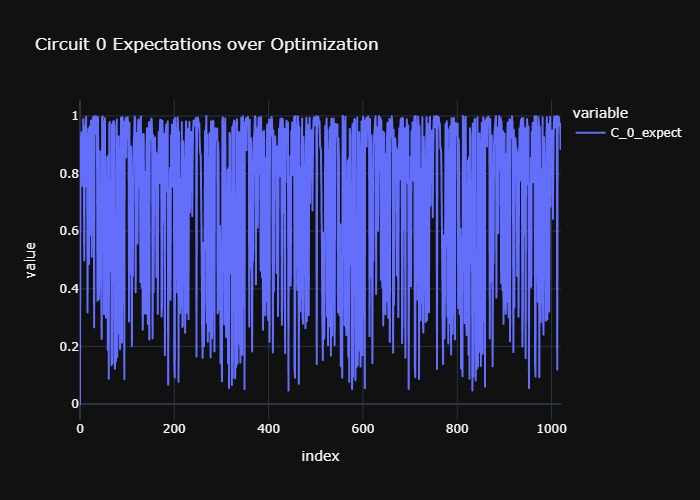 Circuit 0 Expectations over Optimization
variable
C_0_expect
value
1
0.8
0.6
0.4
0.2
0
0
200
400
600
800
1000
index